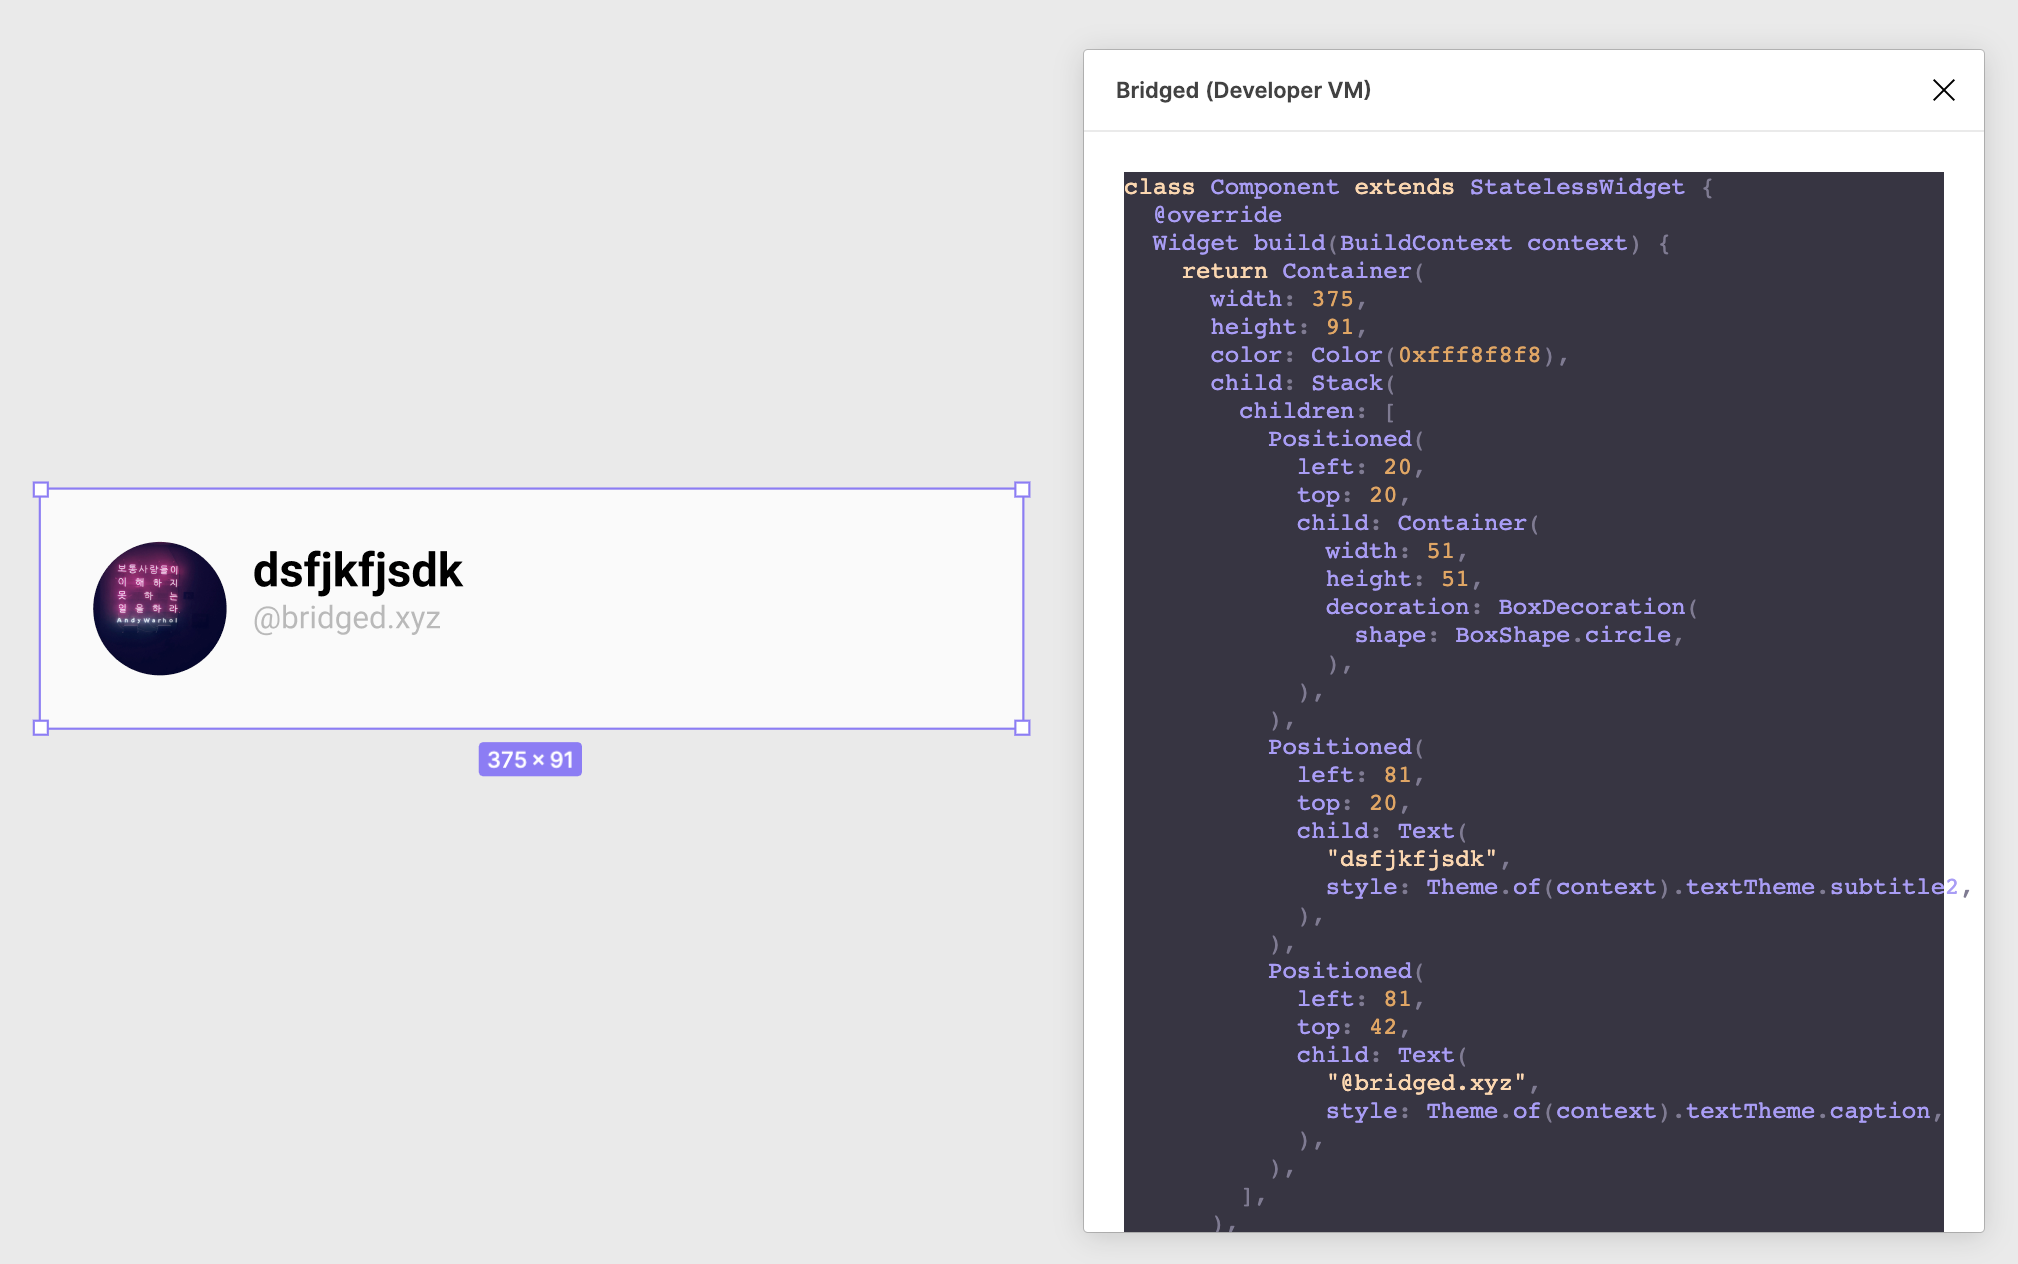 보통사람들이
이 해 하 지
못 하 는
열 을 하 라
AndyWarhol
dsfjkfjsdk
@bridged.xyz
375 × 91
Bridged (Developer VM)
class Component extends StatelessWidget {
  @override
  Widget build(BuildContext context) {
    return Container(
      width: 375,
      height: 91,
      color: Color(0xfff8f8f8),
      child: Stack(
        children: [
          Positioned(
            left: 20,
            top: 20,
            child: Container(
              width: 51,
              height: 51,
              decoration: BoxDecoration(
                shape: BoxShape.circle,
              ),
            ),
          ),
          Positioned(
            left: 81,
            top: 20,
            child: Text(
              "dsfjkfjsdk",
              style: Theme.of(context).textTheme.subtitle2,
            ),
          ),
          Positioned(
            left: 81,
            top: 42,
            child: Text(
              "@bridged.xyz",
              style: Theme.of(context).textTheme.caption,
            ),
          ),
        ],
      ),